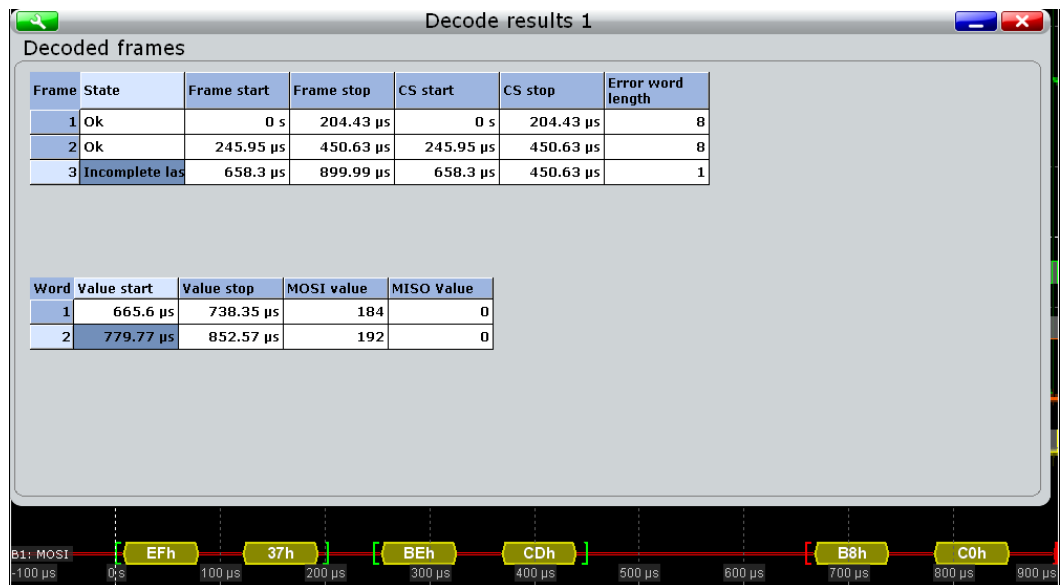 Decode results 1
Decoded frames
Frame State Frame start Frame stop CS start CS stop Error word length
1 Ok 0 s 204.43 µs 0 s 204.43 µs 8
2 Ok 245.95 µs 450.63 µs 245.95 µs 450.63 µs 8
3 Incomplete las 658.3 µs 899.99 µs 658.3 µs 450.63 µs 1
Word Value start Value stop MOSI value MISO Value
1 665.6 µs 738.35 µs 184 0
2 779.77 µs 852.57 µs 192 0
B1: MOSI EFh 37h BEh CDh B8h C0h
-100 µs 0 s 100 µs 200 µs 300 µs 400 µs 500 µs 600 µs 700 µs 800 µs 900 µs